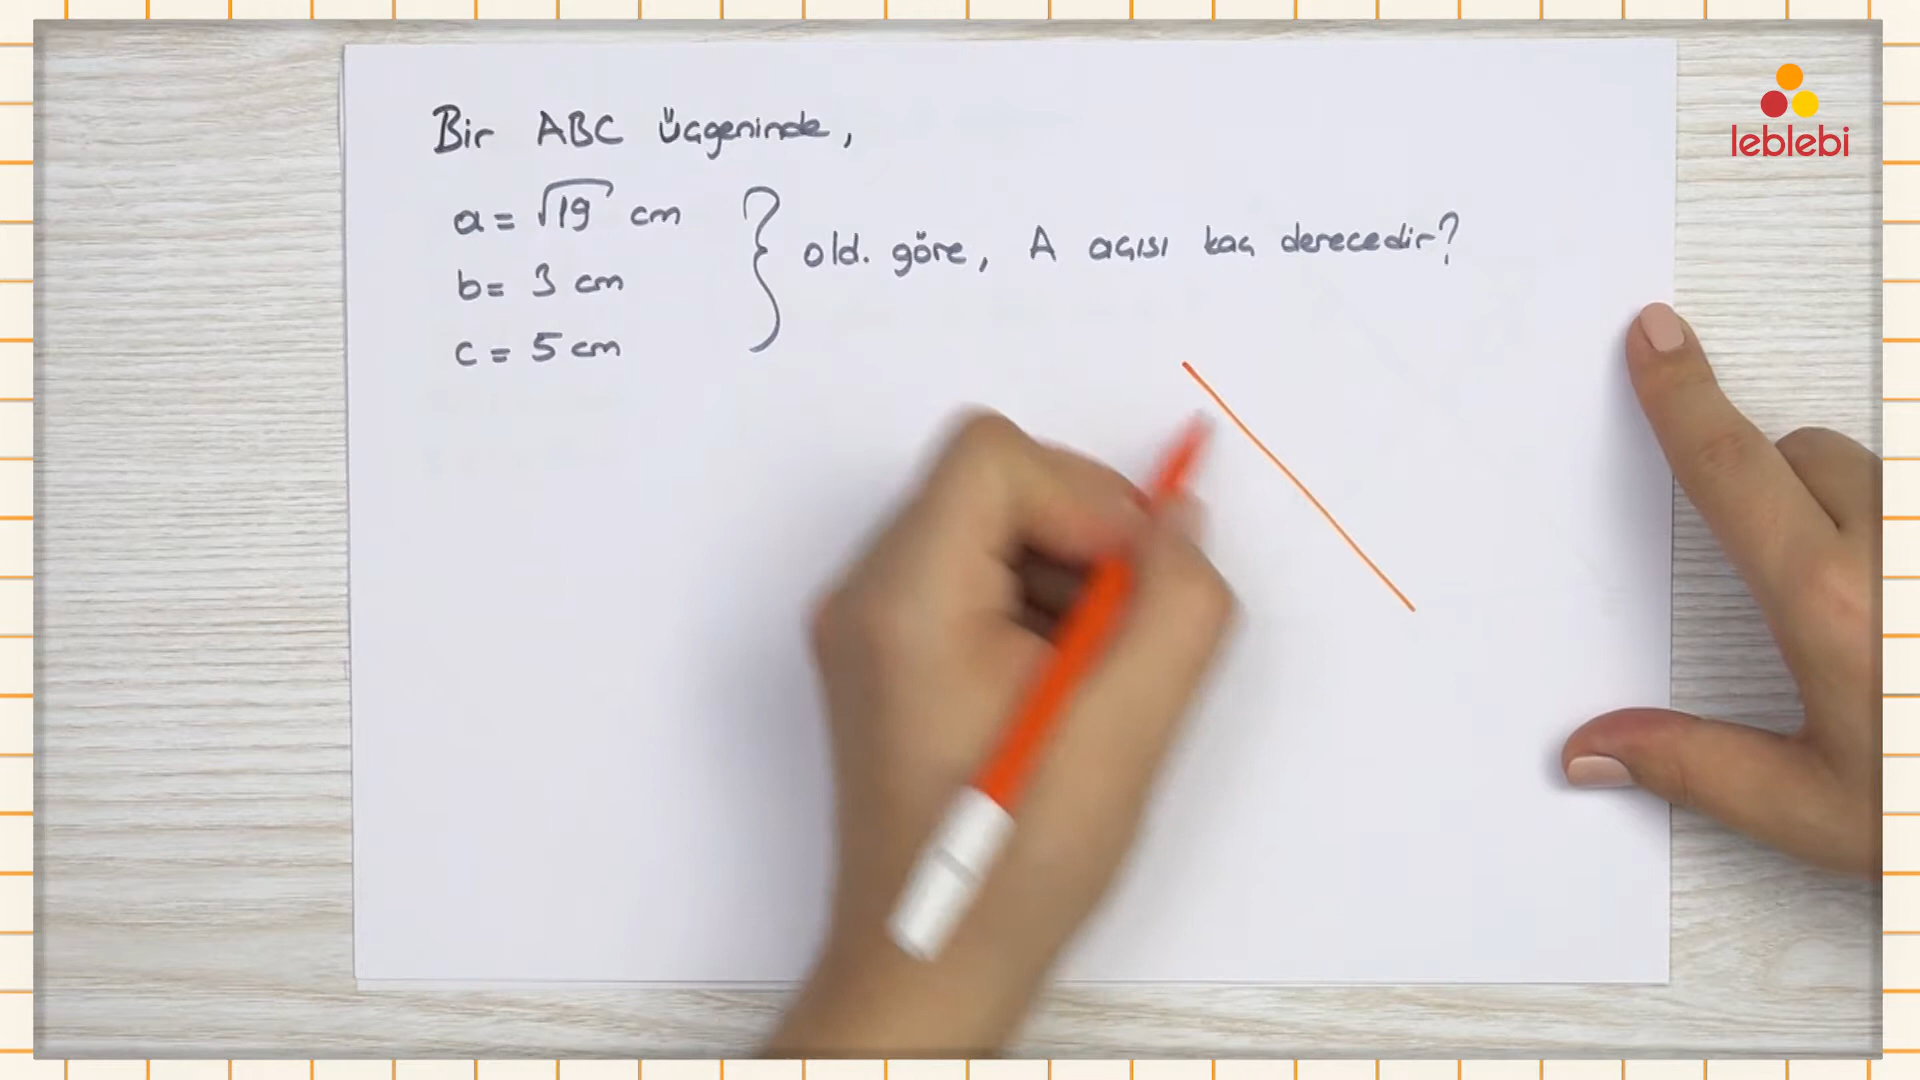 Bir ABC üçgeninde,
a = √19 cm
b = 3 cm
c = 5 cm
old. göre, A açısı kaç derecedir?
leblebi